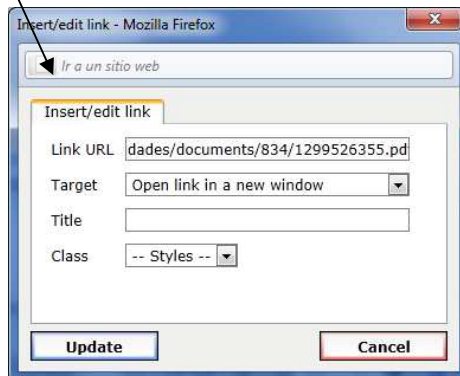 Insert/edit link - Mozilla Firefox
Ir a un sitio web
Insert/edit link
Link URL dades/documents/834/1299526355.pd
Target Open link in a new window
Title
Class -- Styles --
Update Cancel